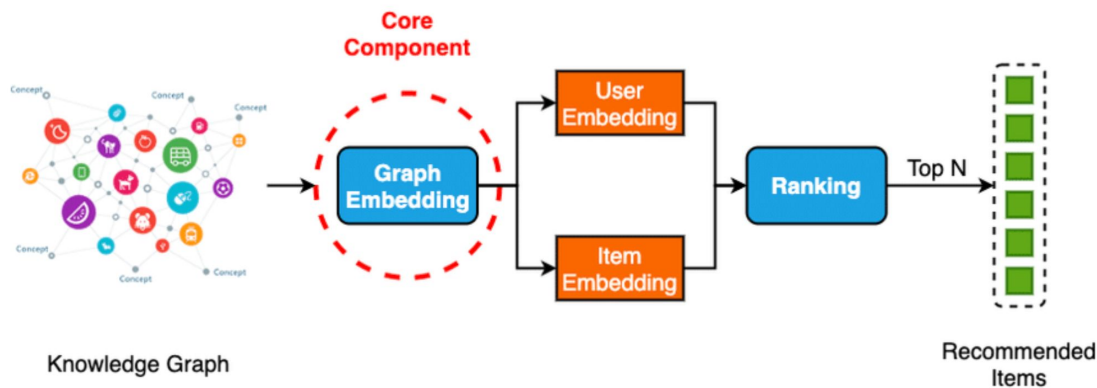 Core
Component
Concept
Concept
Concept
Concept
Concept
Concept
Graph
Embedding
User
Embedding
Item
Embedding
Ranking
Top N
Knowledge Graph
Recommended
Items